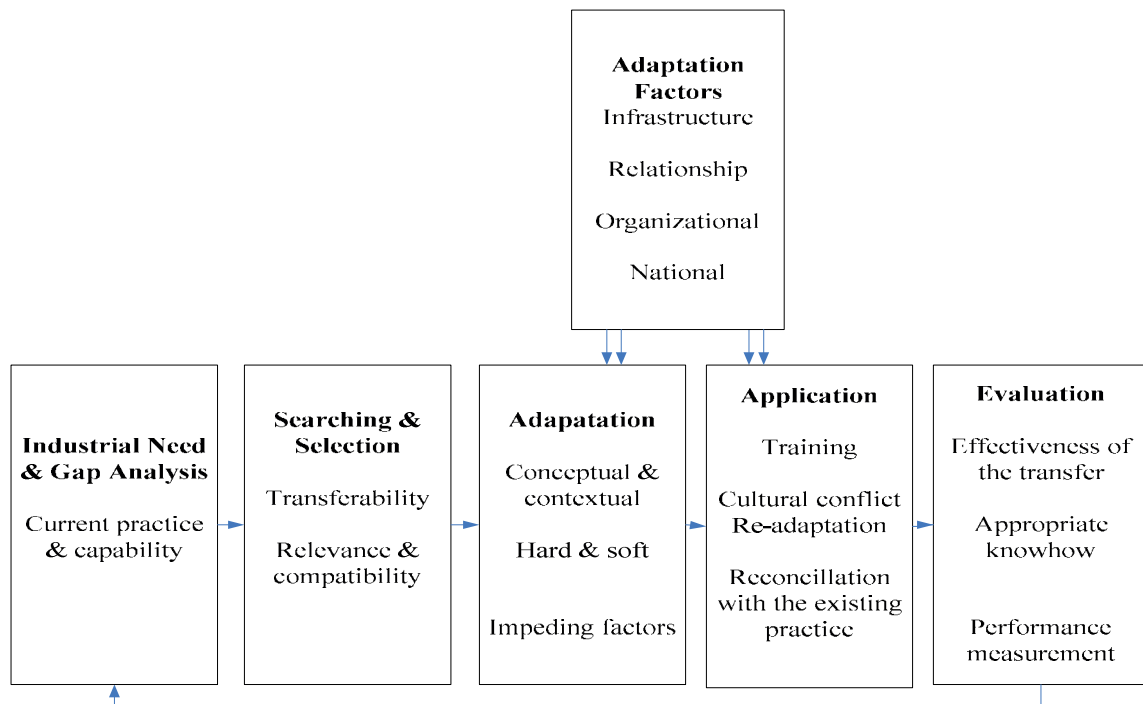 Adaptation
Factors
Infrastructure
Relationship
Organizational
National
Industrial Need
& Gap Analysis
Current practice
& capability
Searching &
Selection
Transferability
Relevance &
compatibility
Adapatation
Conceptual &
contextual
Hard & soft
Impeding factors
Application
Training
Cultural conflict
Re-adaptation
Reconcillation
with the existing
practice
Evaluation
Effectiveness of
the transfer
Appropriate
knowhow
Performance
measurement